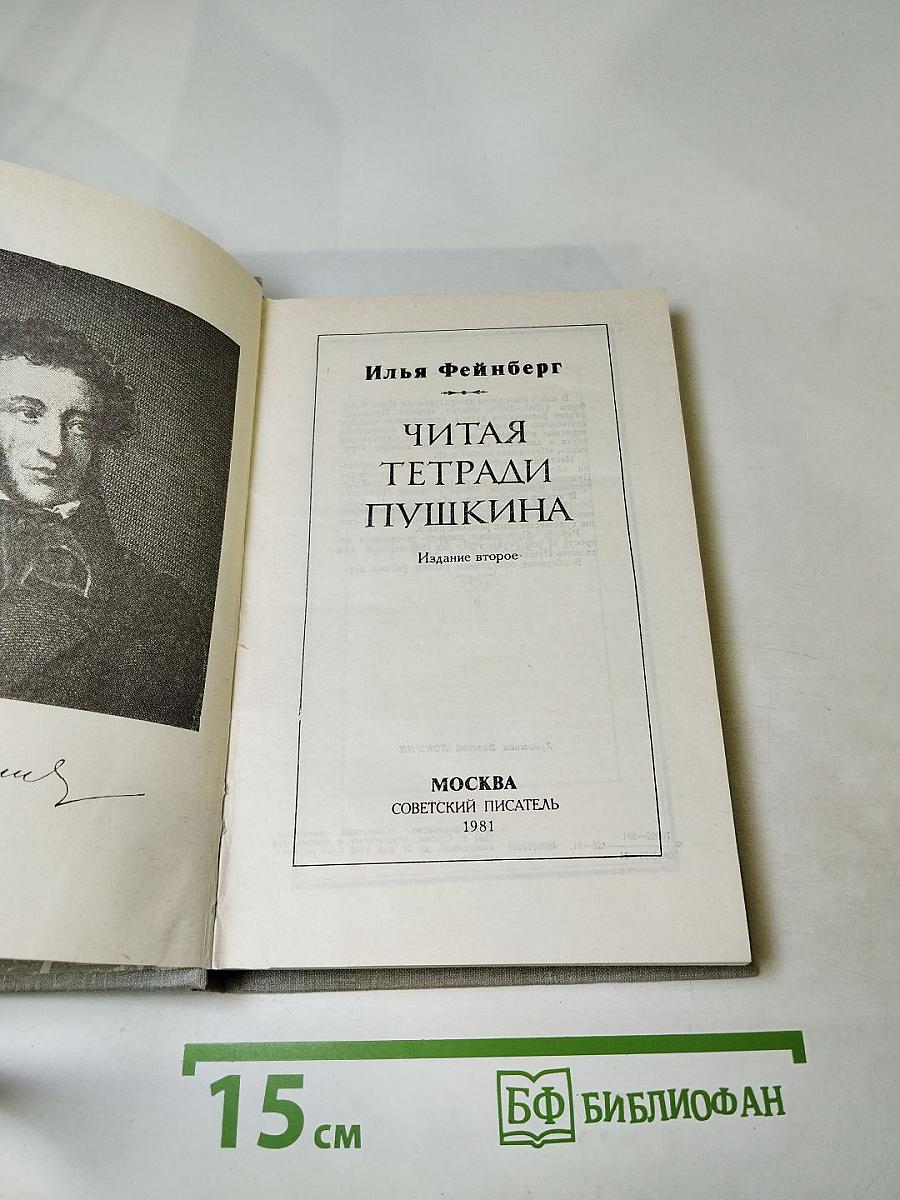 Илья Фейнберг
ЧИТАЯ
ТЕТРАДИ
ПУШКИНА
Издание второе
МОСКВА
СОВЕТСКИЙ ПИСАТЕЛЬ
1981
15 см
БФ БИБЛИОФАН